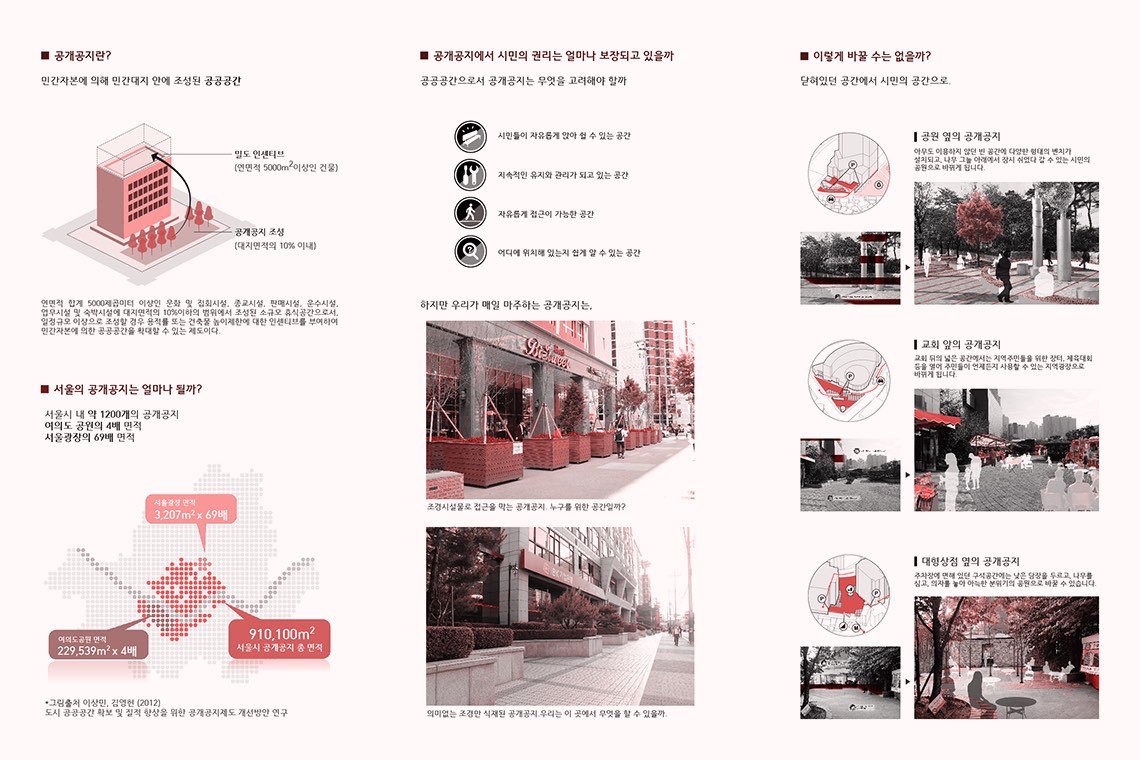 ■ 공개공지란?
민간자본에 의해 민간대지 안에 조성된 공공공간
밀도 인센티브
(연면적 5000m²이상인 건물)
공개공지 조성
(대지면적의 10% 이내)
연면적 합계 5000제곱미터 이상인 문화 및 집회시설, 종교시설, 판매시설, 운수시설,
업무시설 및 숙박시설에 대지면적의 10%이하의 범위에서 조성된 소규모 휴식공간으로서,
일정규모 이상으로 조성할 경우 용적률 또는 건축물 높이제한에 대한 인센티브를 부여하여
민간자본에 의한 공공공간을 확대할 수 있는 제도이다.
■ 서울의 공개공지는 얼마나 될까?
서울시 내 약 1200개의 공개공지
여의도 공원의 4배 면적
서울광장의 69배 면적
서울광장 면적
3,207m² x 69배
여의도공원 면적
229,539m² x 4배
910,100m²
서울시 공개공지 총 면적
*그림출처 이상민, 김영현 (2012)
도시 공공공간 확보 및 질적 향상을 위한 공개공지제도 개선방안 연구
■ 공개공지에서 시민의 권리는 얼마나 보장되고 있을까
공공공간으로서 공개공지는 무엇을 고려해야 할까
시민들이 자유롭게 앉아 쉴 수 있는 공간
지속적인 유지와 관리가 되고 있는 공간
자유롭게 접근이 가능한 공간
어디에 위치해 있는지 쉽게 알 수 있는 공간
하지만 우리가 매일 마주하는 공개공지는,
조경시설물로 접근을 막는 공개공지. 누구를 위한 공간일까?
의미없는 조경만 식재된 공개공지.우리는 이 곳에서 무엇을 할 수 있을까.
■ 이렇게 바꿀 수는 없을까?
닫혀있던 공간에서 시민의 공간으로.
공원 옆의 공개공지
아무도 이용하지 않던 빈 공간에 다양한 형태의 벤치가
설치되고, 나무 그늘 아래에서 잠시 쉬었다 갈 수 있는 시민의
공원으로 바뀌게 됩니다.
P
교회 앞의 공개공지
교회 뒤의 넓은 공간에서는 지역주민들을 위한 장터, 체육대회
등을 열어 주민들이 언제든지 사용할 수 있는 지역광장으로
바뀌게 됩니다.
P
대형상점 옆의 공개공지
주차장에 면해 있던 구석공간에는 낮은 담장을 두르고, 나무를
심고, 의자를 놓아 아늑한 분위기의 공원으로 바꿀 수 있습니다.
P
P